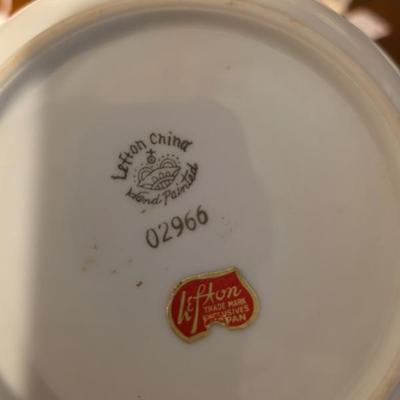 Lefton China
Hand Painted
02966
Lefton
TRADE MARK
EXCLUSIVES
JAPAN